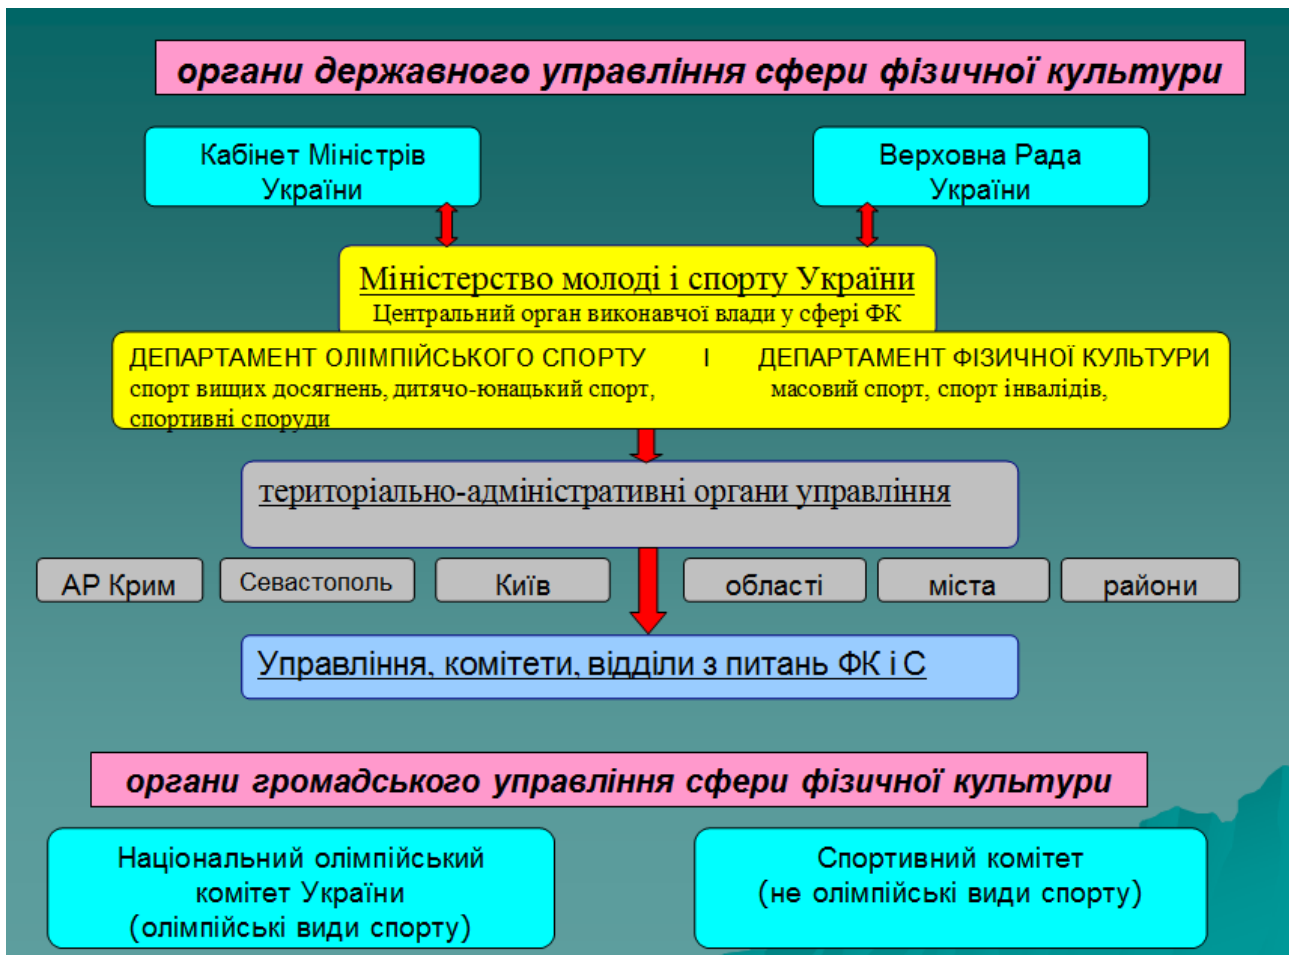 органи державного управління сфери фізичної культури
Кабінет Міністрів
України
Верховна Рада
України
Міністерство молоді і спорту України
Центральний орган виконавчої влади у сфері ФК
ДЕПАРТАМЕНТ ОЛІМПІЙСЬКОГО СПОРТУ І ДЕПАРТАМЕНТ ФІЗИЧНОЇ КУЛЬТУРИ
спорт вищих досягнень, дитячо-юнацький спорт, масовий спорт, спорт інвалідів,
спортивні споруди
територіально-адміністративні органи управління
АР Крим
Севастополь
Київ
області
міста
райони
Управління, комітети, відділи з питань ФК і С
органи громадського управління сфери фізичної культури
Національний олімпійський
комітет України
(олімпійські види спорту)
Спортивний комітет
(не олімпійські види спорту)